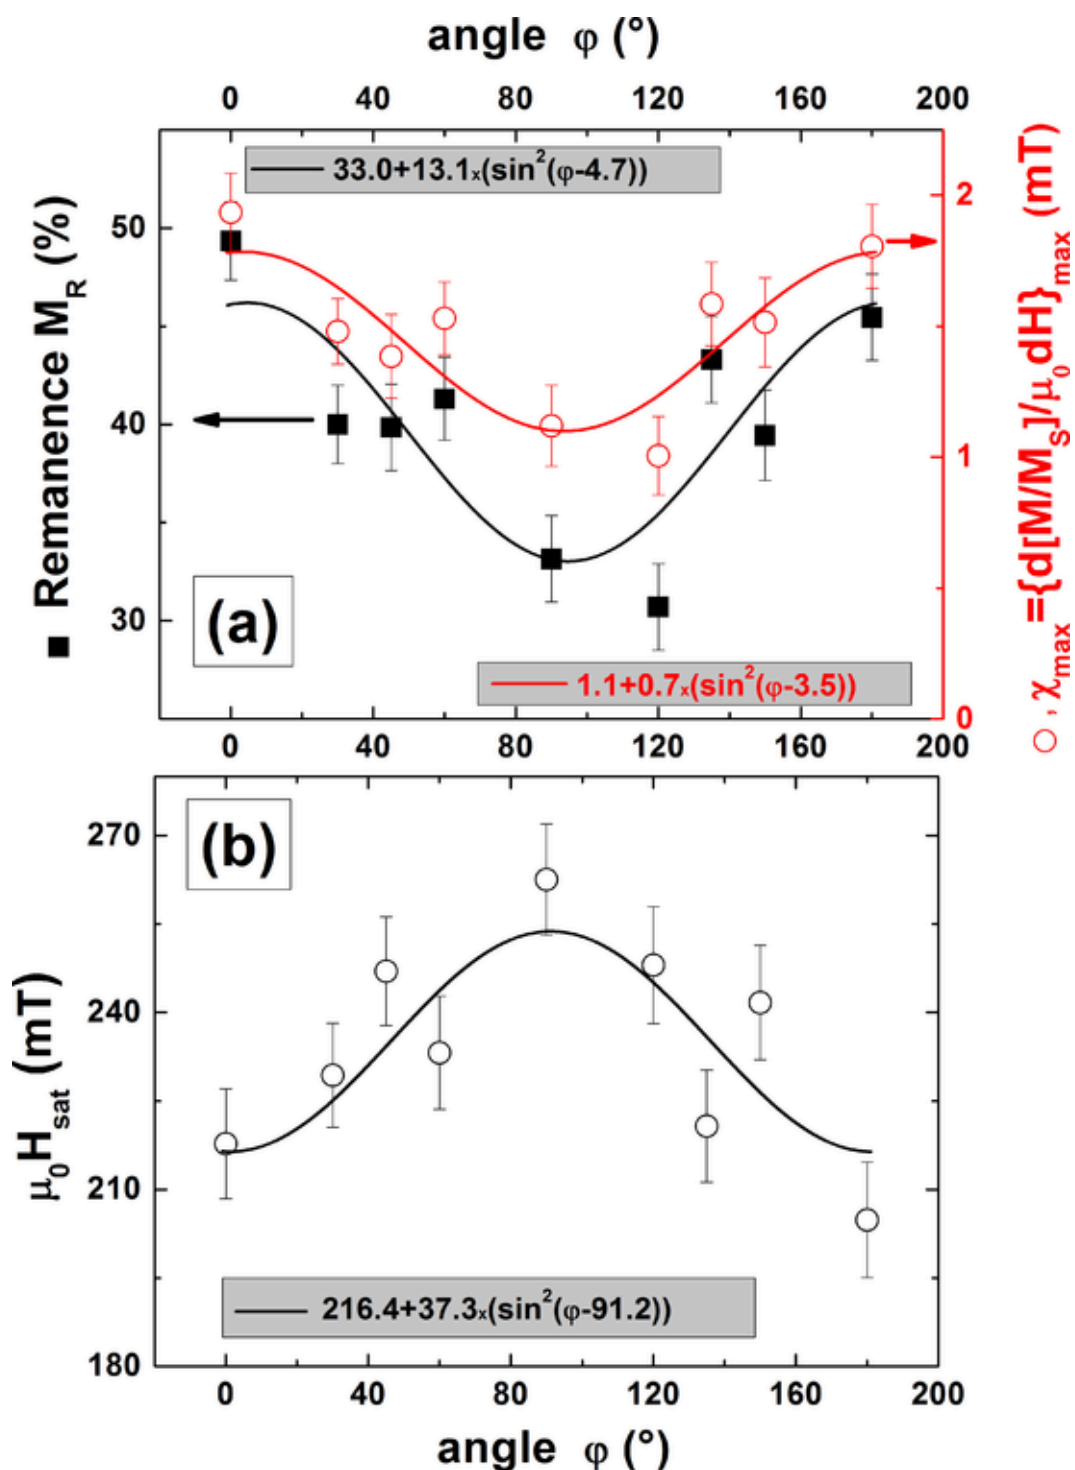 angle φ (°)
0 40 80 120 160 200
33.0+13.1x(sin²(φ-4.7))
50
40
30
■ Remanence M_R (%)
2
1
0
○, χ_max ={d[M/M_S]/μ_0 dH}_max (mT)
(a)
1.1+0.7x(sin²(φ-3.5))
0 40 80 120 160 200
(b)
270
240
210
180
μ_0H_sat (mT)
216.4+37.3x(sin²(φ-91.2))
0 40 80 120 160 200
angle φ (°)